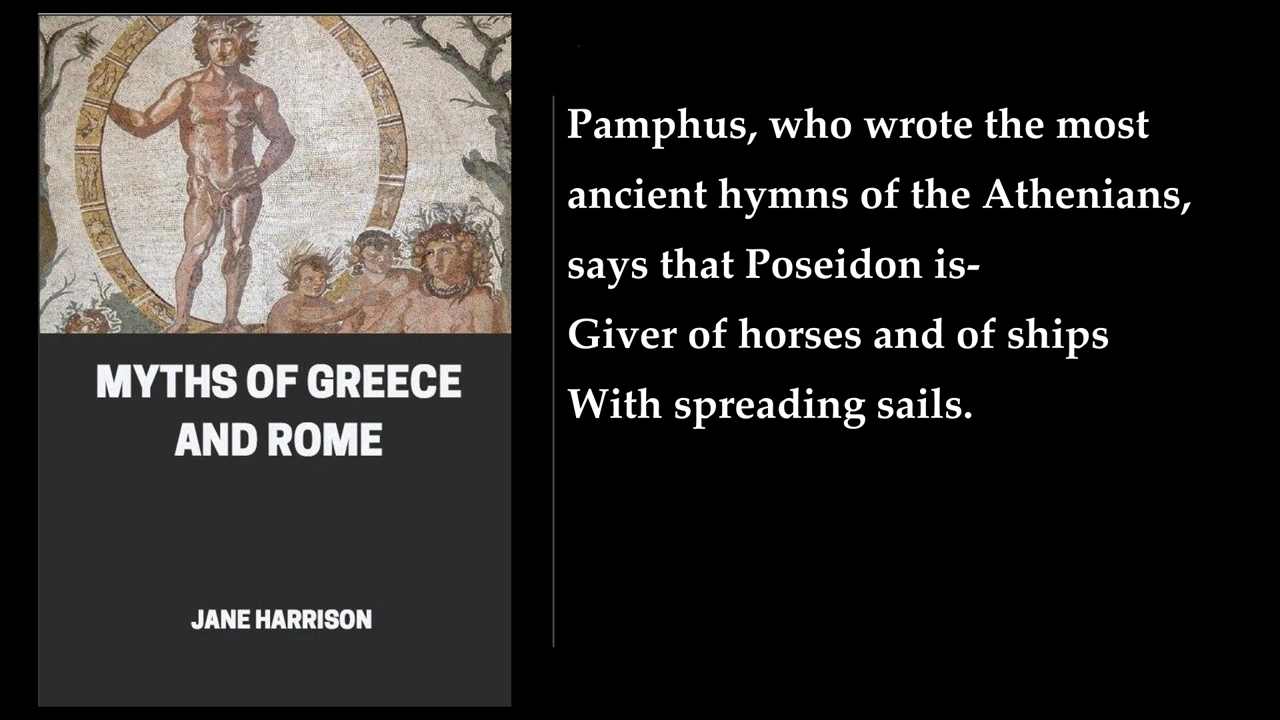 MYTHS OF GREECE
AND ROME
JANE HARRISON
Pamphus, who wrote the most
ancient hymns of the Athenians,
says that Poseidon is-
Giver of horses and of ships
With spreading sails.